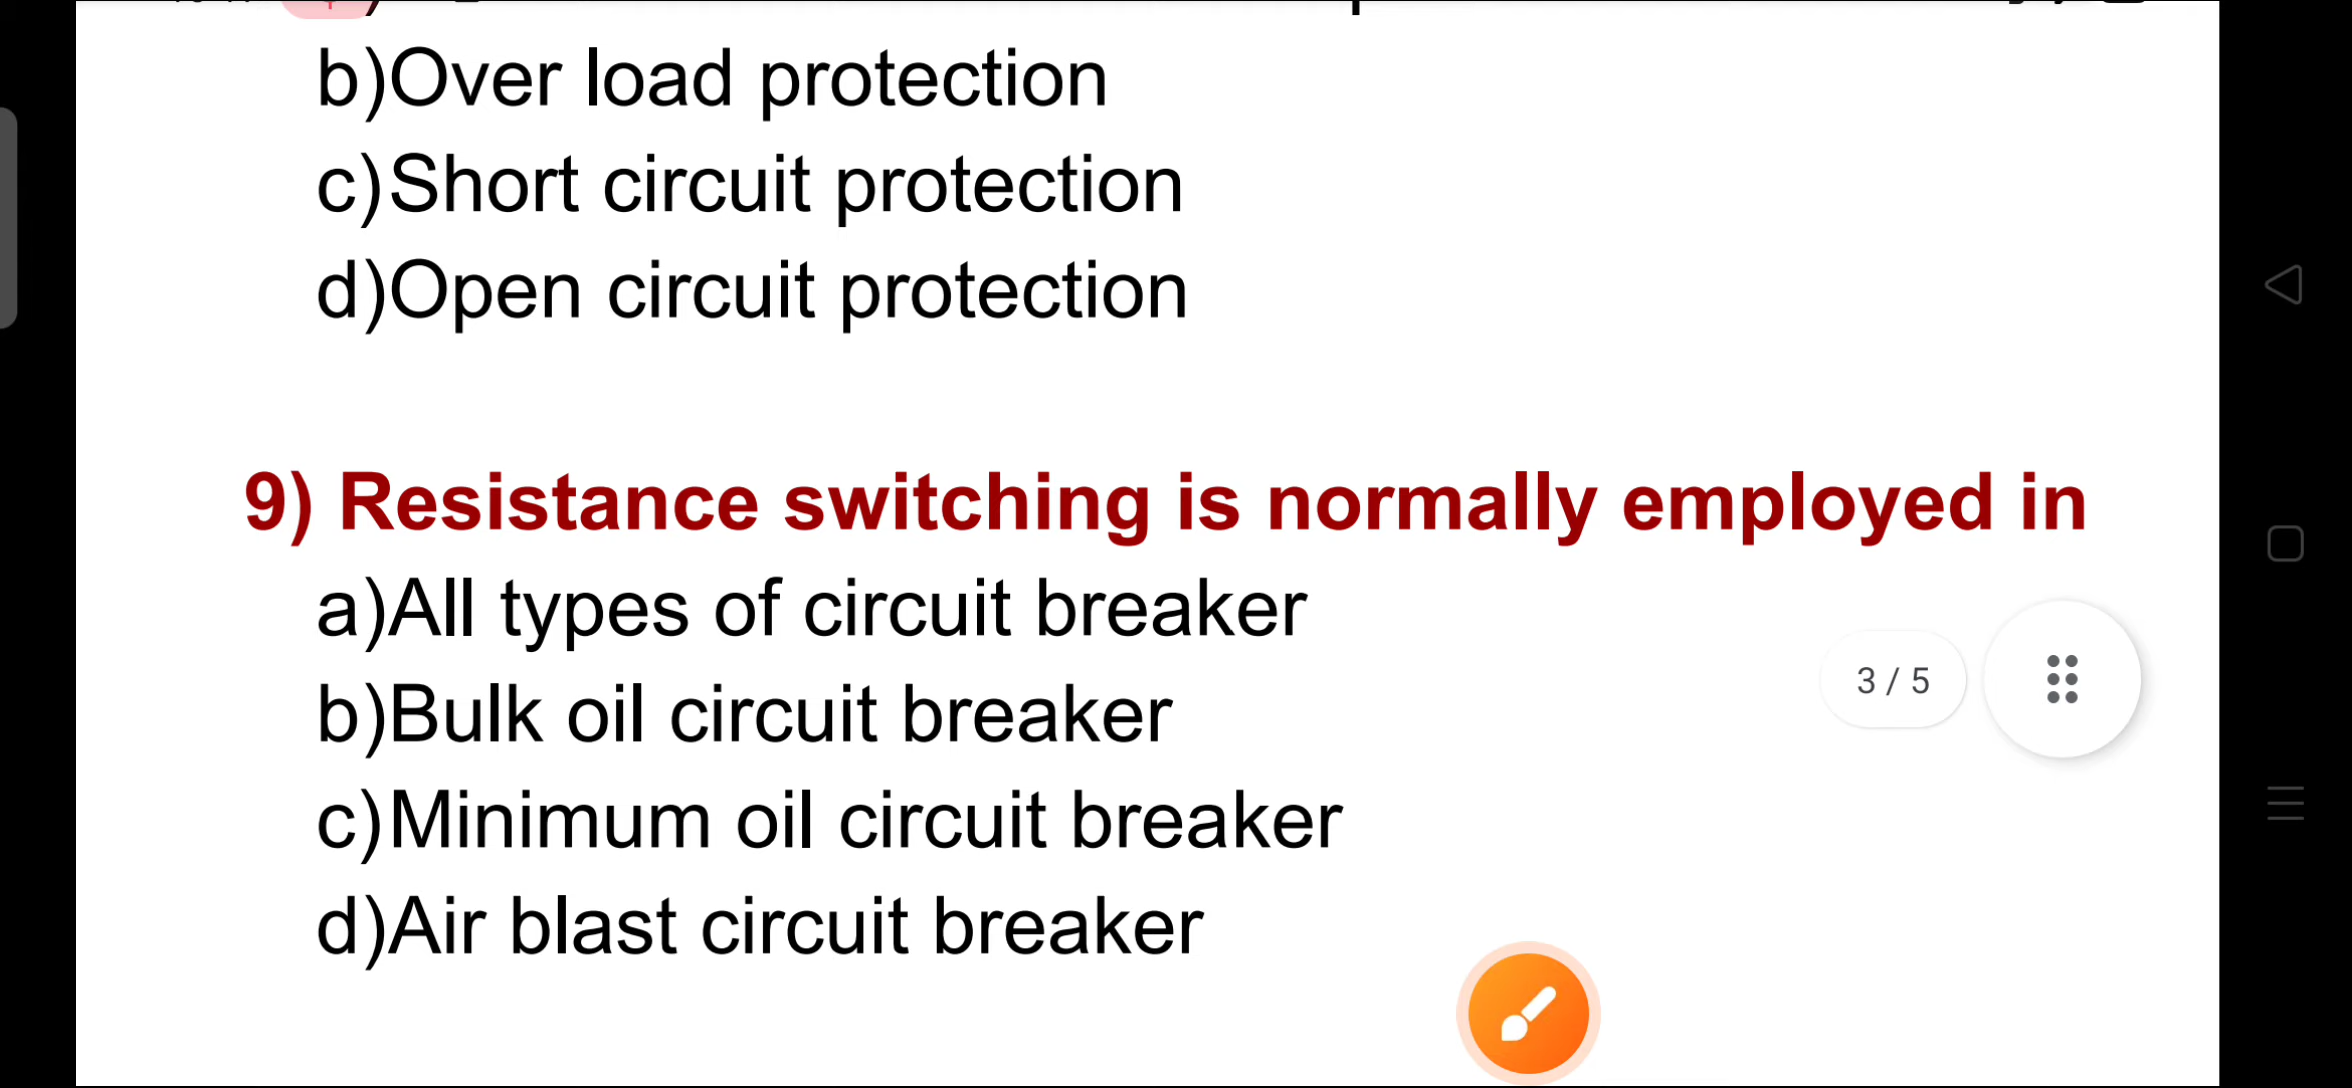 b)Over load protection
c)Short circuit protection
d)Open circuit protection
9) Resistance switching is normally employed in
a)All types of circuit breaker
b)Bulk oil circuit breaker
3 / 5
c)Minimum oil circuit breaker
d)Air blast circuit breaker